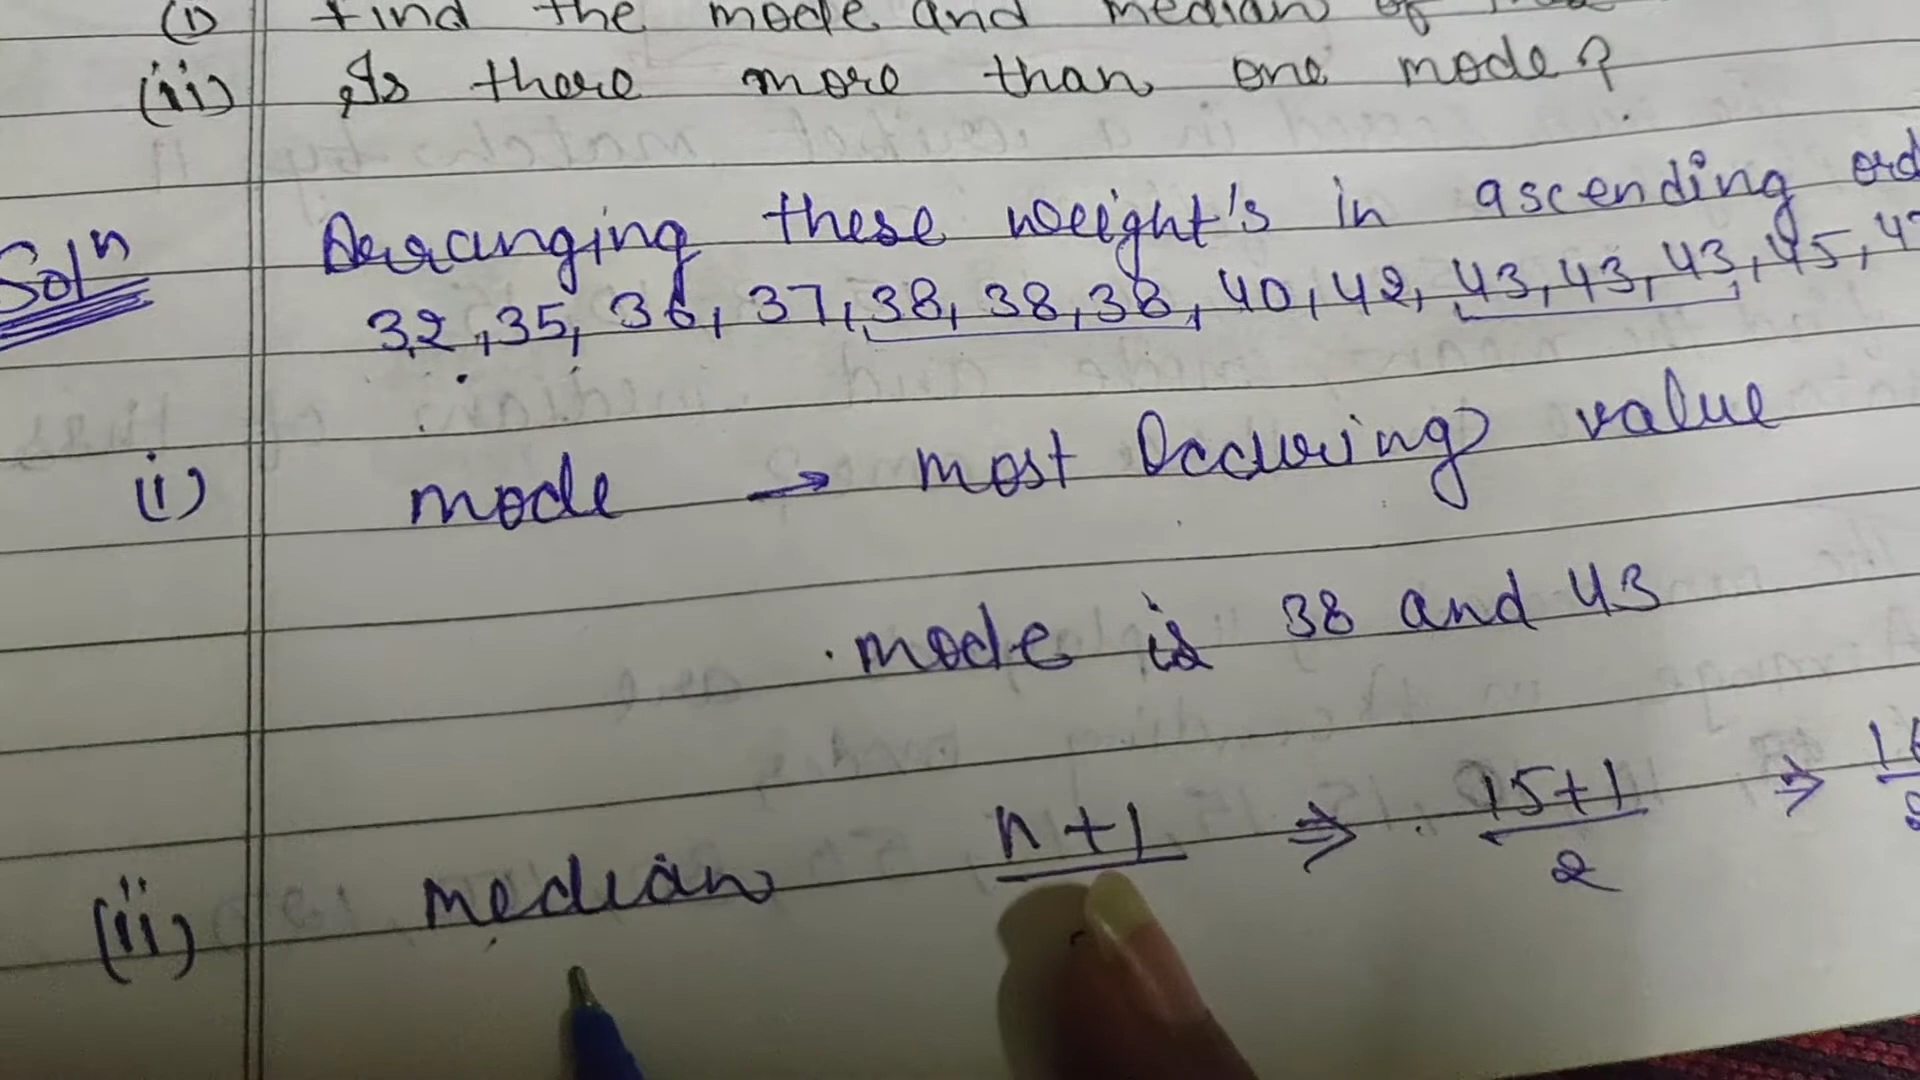 (i) Find the mode and median of
(ii) Is there more than one mode?
Soln Arranging these weight's in ascending ord
32, 35, 36, 37, 38, 38, 38, 40, 42, 43, 43, 43, 45,
(i) mode → most Occuring value
mode is 38 and 43
(ii) median n+1 ⇒ 15+1 ⇒
2